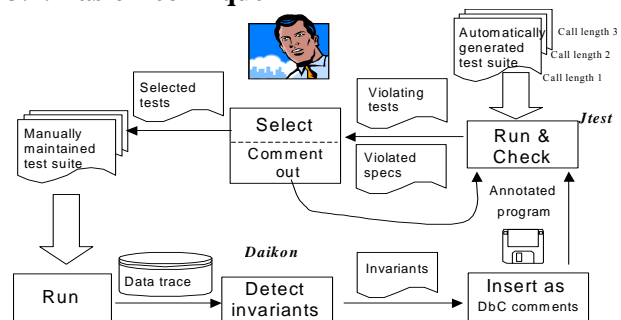 Automatically
generated
test suite
Call length 3
Call length 2
Call length 1
Selected
tests
Violating
tests
Select
Comment
out
Violated
specs
Run &
Check
Jtest
Manually
maintained
test suite
Annotated
program
Daikon
Run
Data trace
Detect
invariants
Invariants
Insert as
DbC comments